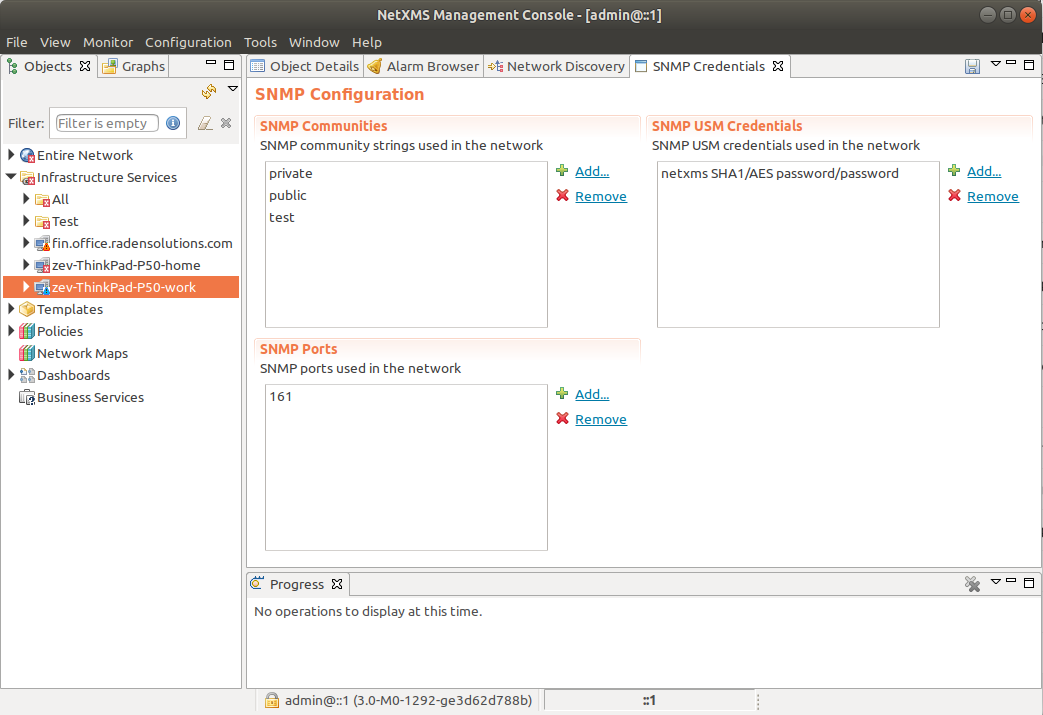 NetXMS Management Console - [admin@::1]
File View Monitor Configuration Tools Window Help
Objects Graphs
Filter: Filter is empty
Entire Network
Infrastructure Services
All
Test
fin.office.radensolutions.com
zev-ThinkPad-P50-home
zev-ThinkPad-P50-work
Templates
Policies
Network Maps
Dashboards
Business Services
Object Details Alarm Browser Network Discovery SNMP Credentials
SNMP Configuration
SNMP Communities
SNMP community strings used in the network
private
public
test
Add...
Remove
SNMP USM Credentials
SNMP USM credentials used in the network
netxms SHA1/AES password/password
Add...
Remove
SNMP Ports
SNMP ports used in the network
161
Add...
Remove
Progress
No operations to display at this time.
admin@::1 (3.0-M0-1292-ge3d62d788b) ::1